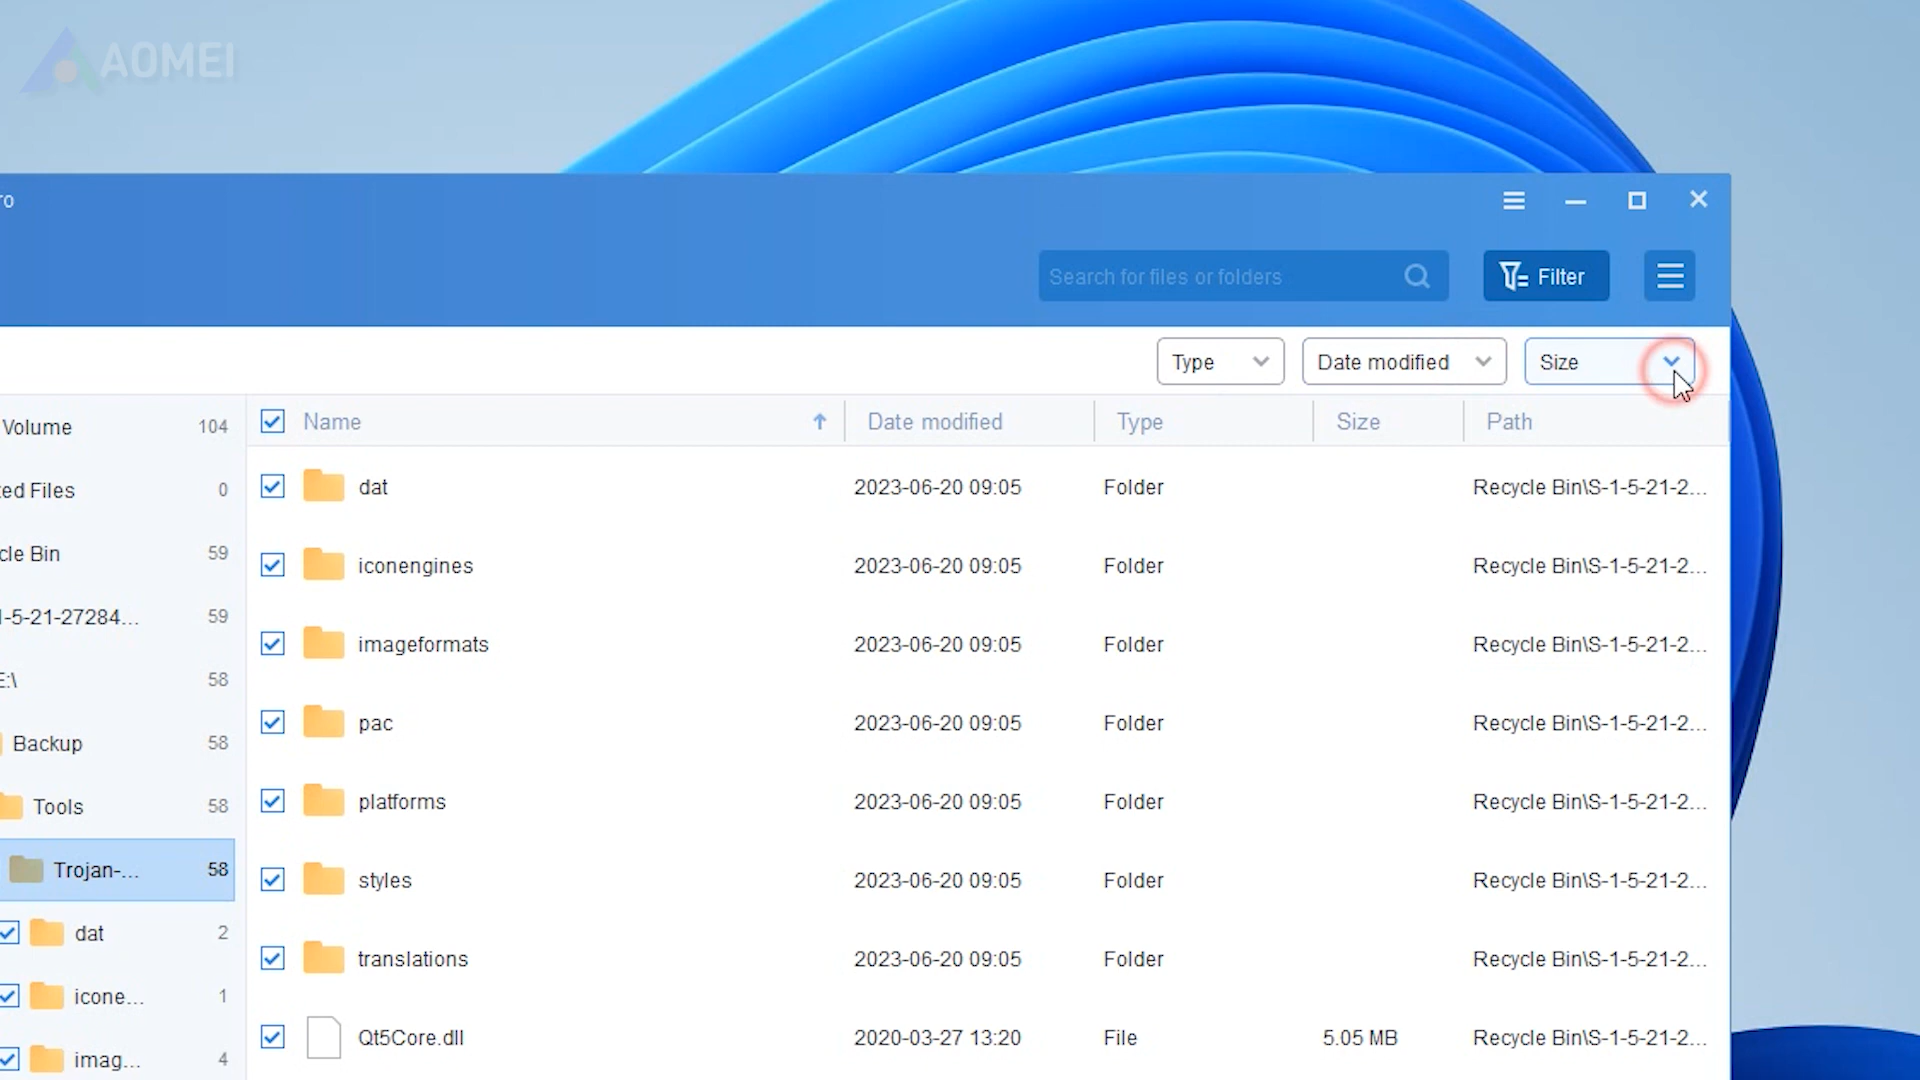 AOMEI
ro
Search for files or folders
Filter
Type
Date modified
Size
Name
Date modified
Type
Size
Path
Volume 104
ted Files 0
cle Bin 59
1-5-21-27284... 59
E:\ 58
Backup 58
Tools 58
Trojan-... 58
dat 2
icone... 1
imag... 4
dat 2023-06-20 09:05 Folder Recycle Bin\S-1-5-21-2...
iconengines 2023-06-20 09:05 Folder Recycle Bin\S-1-5-21-2...
imageformats 2023-06-20 09:05 Folder Recycle Bin\S-1-5-21-2...
pac 2023-06-20 09:05 Folder Recycle Bin\S-1-5-21-2...
platforms 2023-06-20 09:05 Folder Recycle Bin\S-1-5-21-2...
styles 2023-06-20 09:05 Folder Recycle Bin\S-1-5-21-2...
translations 2023-06-20 09:05 Folder Recycle Bin\S-1-5-21-2...
Qt5Core.dll 2020-03-27 13:20 File 5.05 MB Recycle Bin\S-1-5-21-2...